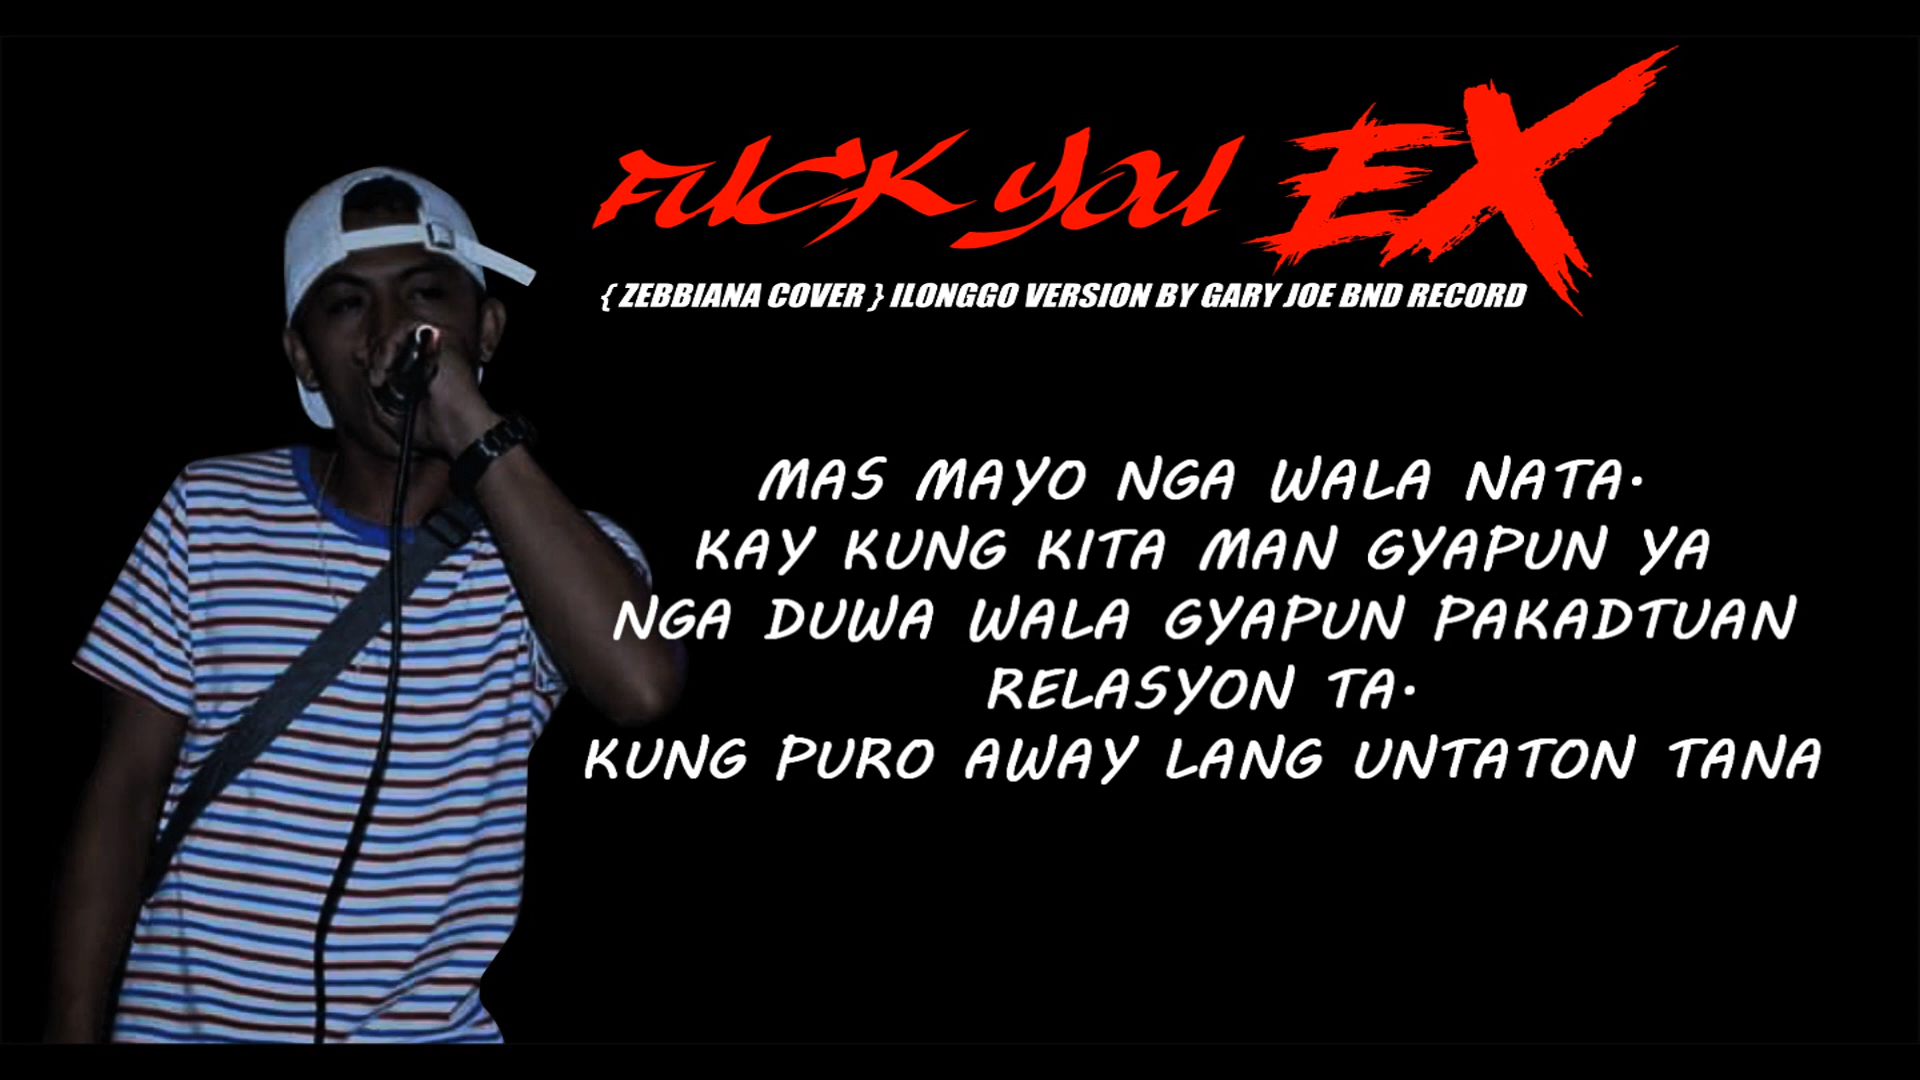 FUCK YOU EX
{ ZEBBIANA COVER } ILONGGO VERSION BY GARY JOE BND RECORD
MAS MAYO NGA WALA NATA.
KAY KUNG KITA MAN GYAPUN YA
NGA DUWA WALA GYAPUN PAKADTUAN
RELASYON TA.
KUNG PURO AWAY LANG UNTATON TANA